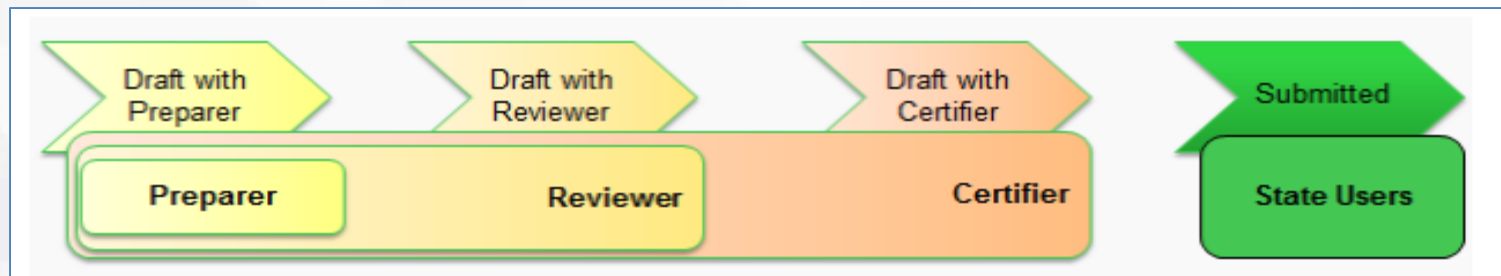 Draft with
Preparer
Draft with
Reviewer
Draft with
Certifier
Submitted
Preparer
Reviewer
Certifier
State Users